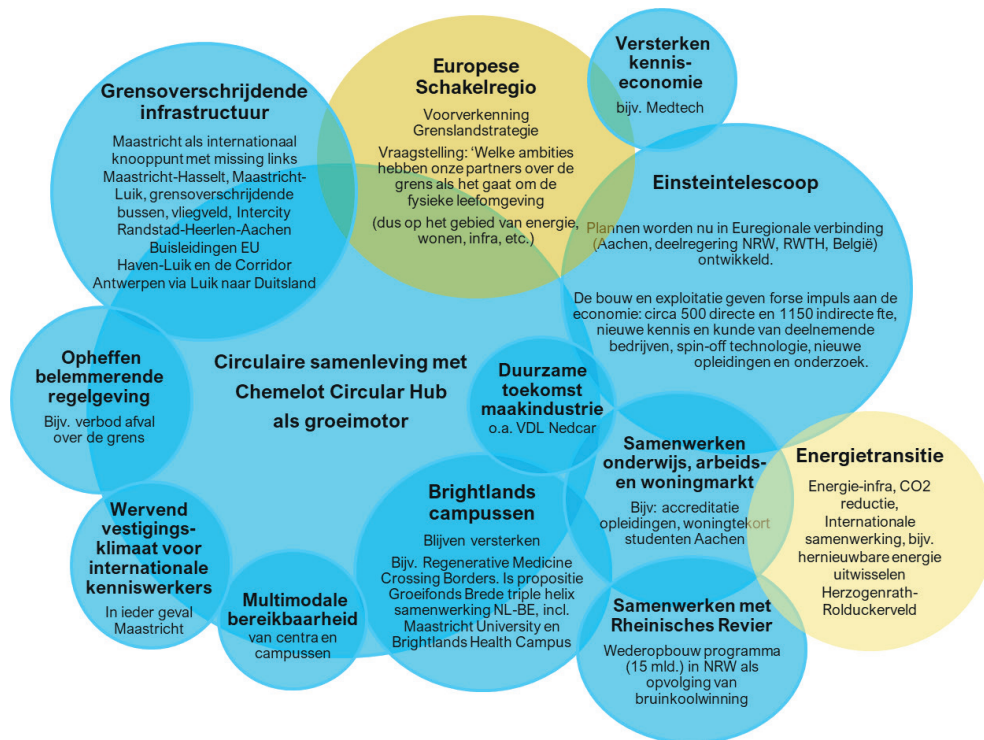 Grensoverschrijdende
infrastructuur
Maastricht als internationaal
knooppunt met missing links
Maastricht-Hasselt, Maastricht-
Luik, grensoverschrijdende
bussen, vliegveld, Intercity
Randstad-Heerlen-Aachen
Buisleidingen EU
Haven-Luik en de Corridor
Antwerpen via Luik naar Duitsland
Europese
Schakelregio
Voorverkenning
Grenslandstrategie
Vraagstelling: ‘Welke ambities
hebben onze partners over de
grens als het gaat om de
fysieke leefomgeving
(dus op het gebied van energie,
wonen, infra, etc.)
Versterken
kennis-
economie
bijv. Medtech
Einsteintelescoop
Plannen worden nu in Euregionale verbinding
(Aachen, deelregering NRW, RWTH, België)
ontwikkeld.
De bouw en exploitatie geven forse impuls aan de
economie: circa 500 directe en 1150 indirecte fte,
nieuwe kennis en kunde van deelnemende
bedrijven, spin-off technologie, nieuwe
opleidingen en onderzoek.
Opheffen
belemmerende
regelgeving
Bijv. verbod afval
over de grens
Circulaire samenleving met
Chemelot Circular Hub
als groeimotor
Duurzame
toekomst
maakindustrie
o.a. VDL Nedcar
Samenwerken
onderwijs, arbeids-
en woningmarkt
Bijv: accreditatie
opleidingen, woningtekort
studenten Aachen
Energietransitie
Energie-infra, CO2
reductie,
Internationale
samenwerking, bijv.
hernieuwbare energie
uitwisselen
Herzogenrath-
Rolduckerveld
Wervend
vestigings-
klimaat voor
internationale
kenniswerkers
In ieder geval
Maastricht
Multimodale
bereikbaarheid
van centra en
campussen
Brightlands
campussen
Blijven versterken
Bijv. Regenerative Medicine
Crossing Borders. Is propositie
Groeifonds Brede triple helix
samenwerking NL-BE, incl.
Maastricht University en
Brightlands Health Campus
Samenwerken met
Rheinisches Revier
Wederopbouw programma
(15 mld.) in NRW als
opvolging van
bruinkoolwinning